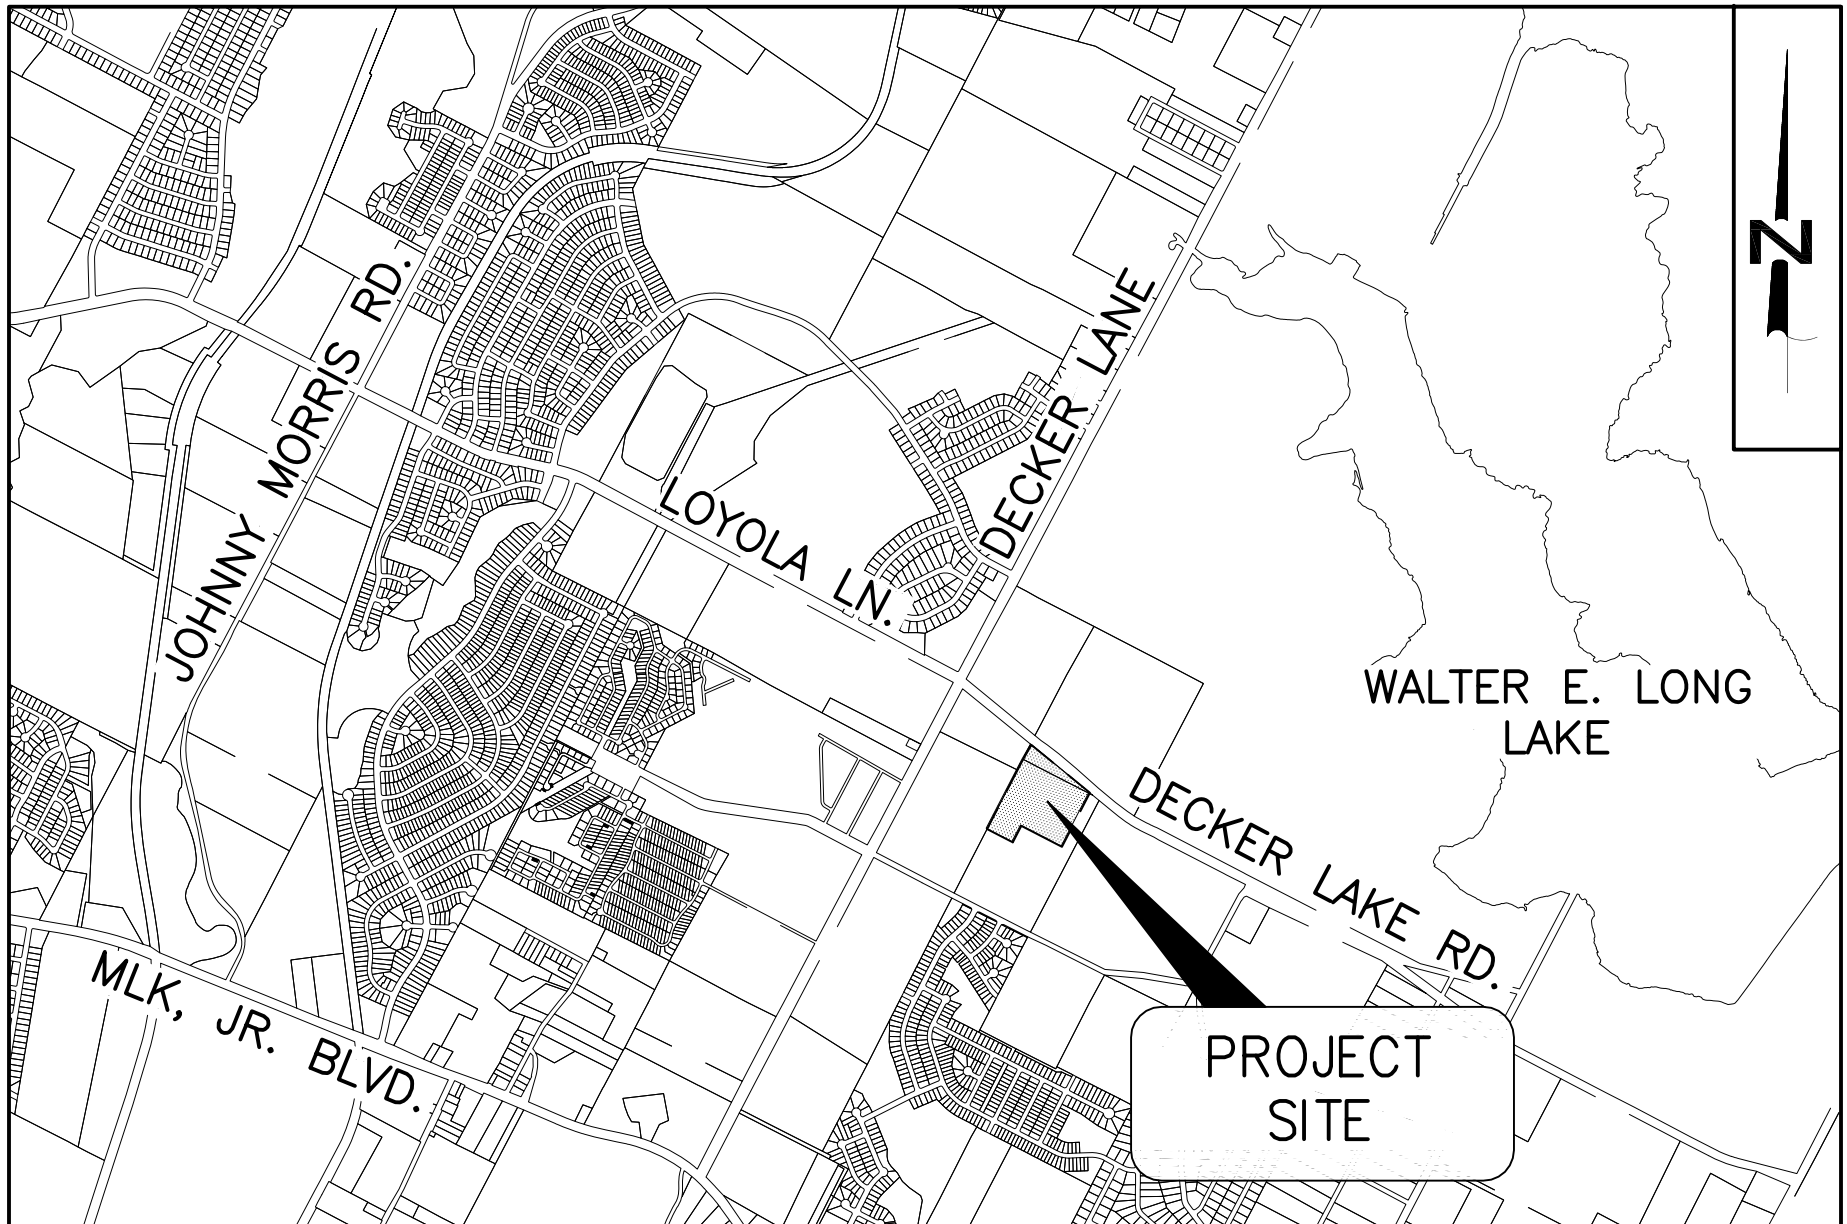 N
JOHNNY MORRIS RD.
DECKER LANE
LOYOLA LN.
WALTER E. LONG
LAKE
DECKER LAKE RD.
MLK, JR. BLVD.
PROJECT
SITE